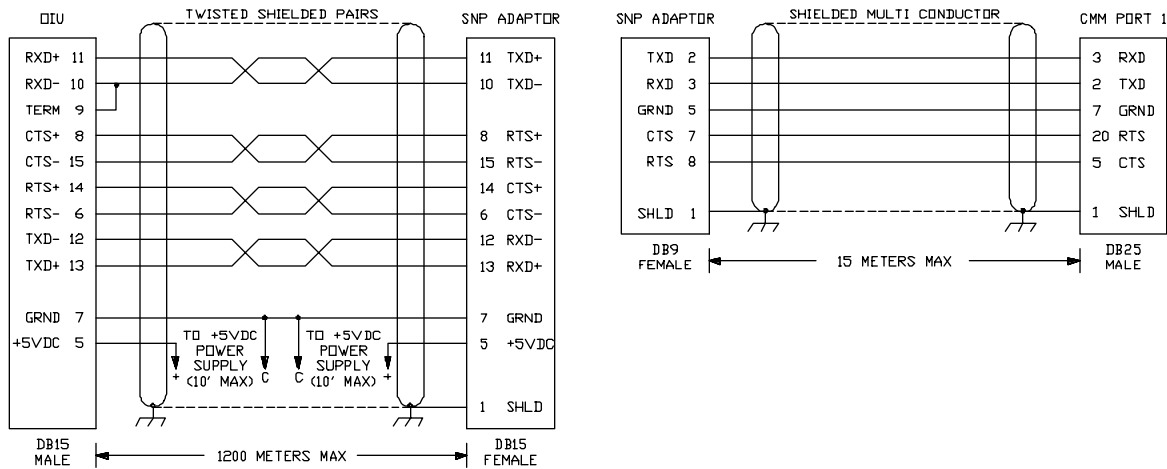 OIU
TWISTED SHIELDED PAIRS
SNP ADAPTOR
RXD+ 11
11 TXD+
RXD- 10
10 TXD-
TERM 9
CTS+ 8
8 RTS+
CTS- 15
15 RTS-
RTS+ 14
14 CTS+
RTS- 6
6 CTS-
TXD- 12
12 RXD-
TXD+ 13
13 RXD+
GRND 7
7 GRND
+5VDC 5
5 +5VDC
TO +5VDC
POWER
SUPPLY
(10' MAX)
+
C
TO +5VDC
POWER
SUPPLY
(10' MAX)
C
+
1 SHLD
DB15
MALE
1200 METERS MAX
DB15
FEMALE
SNP ADAPTOR
SHIELDED MULTI CONDUCTOR
CMM PORT 1
TXD 2
3 RXD
RXD 3
2 TXD
GRND 5
7 GRND
CTS 7
20 RTS
RTS 8
5 CTS
SHLD 1
1 SHLD
DB9
FEMALE
15 METERS MAX
DB25
MALE